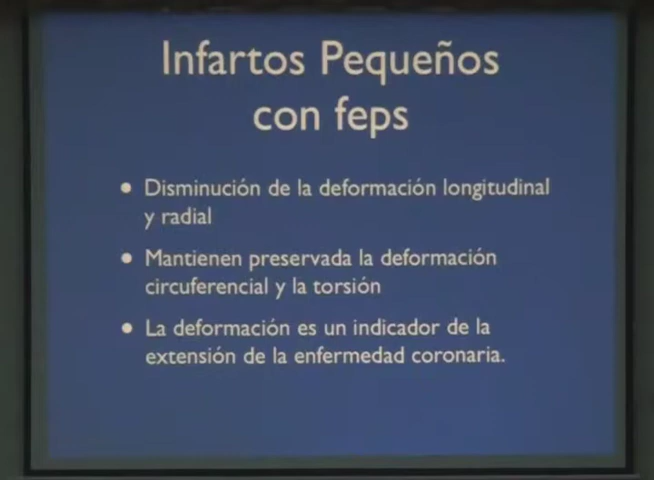 Infartos Pequeños
con feps
• Disminución de la deformación longitudinal
y radial
• Mantienen preservada la deformación
circuferencial y la torsión
• La deformación es un indicador de la
extensión de la enfermedad coronaria.